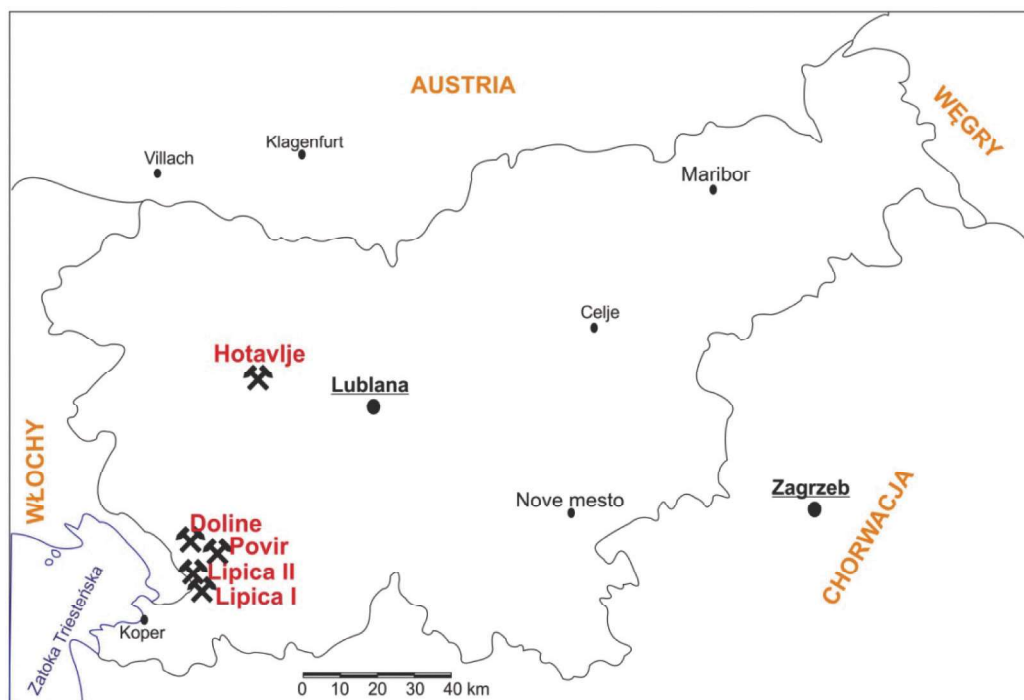 AUSTRIA
WĘGRY
Klagenfurt
Villach
Maribor
Celje
Hotavlje
Lublana
WŁOCHY
Nove mesto
Zagrzeb
CHORWACJA
Doline
Povir
Lipica II
Lipica I
Koper
Zatoka Triesteńska
0 10 20 40 km